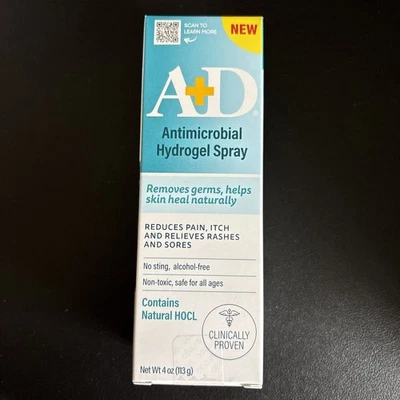 SCAN TO
LEARN MORE
NEW
A+D®
Antimicrobial
Hydrogel Spray
Removes germs, helps
skin heal naturally
REDUCES PAIN, ITCH
AND RELIEVES RASHES
AND SORES
No sting, alcohol-free
Non-toxic, safe for all ages
Contains
Natural HOCL
CLINICALLY
PROVEN
Net Wt 4 oz (113 g)